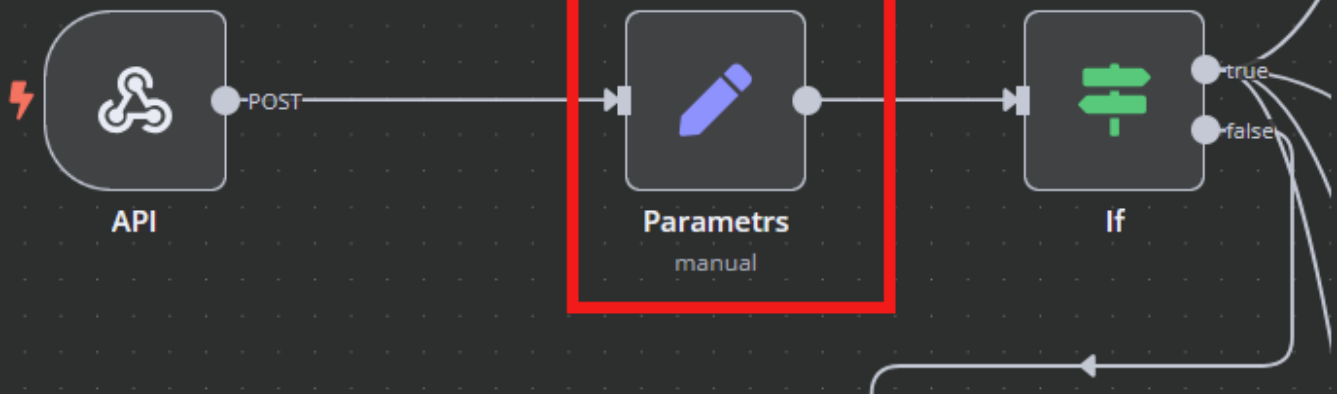 POST
true
false
API
Parametrs
If
manual